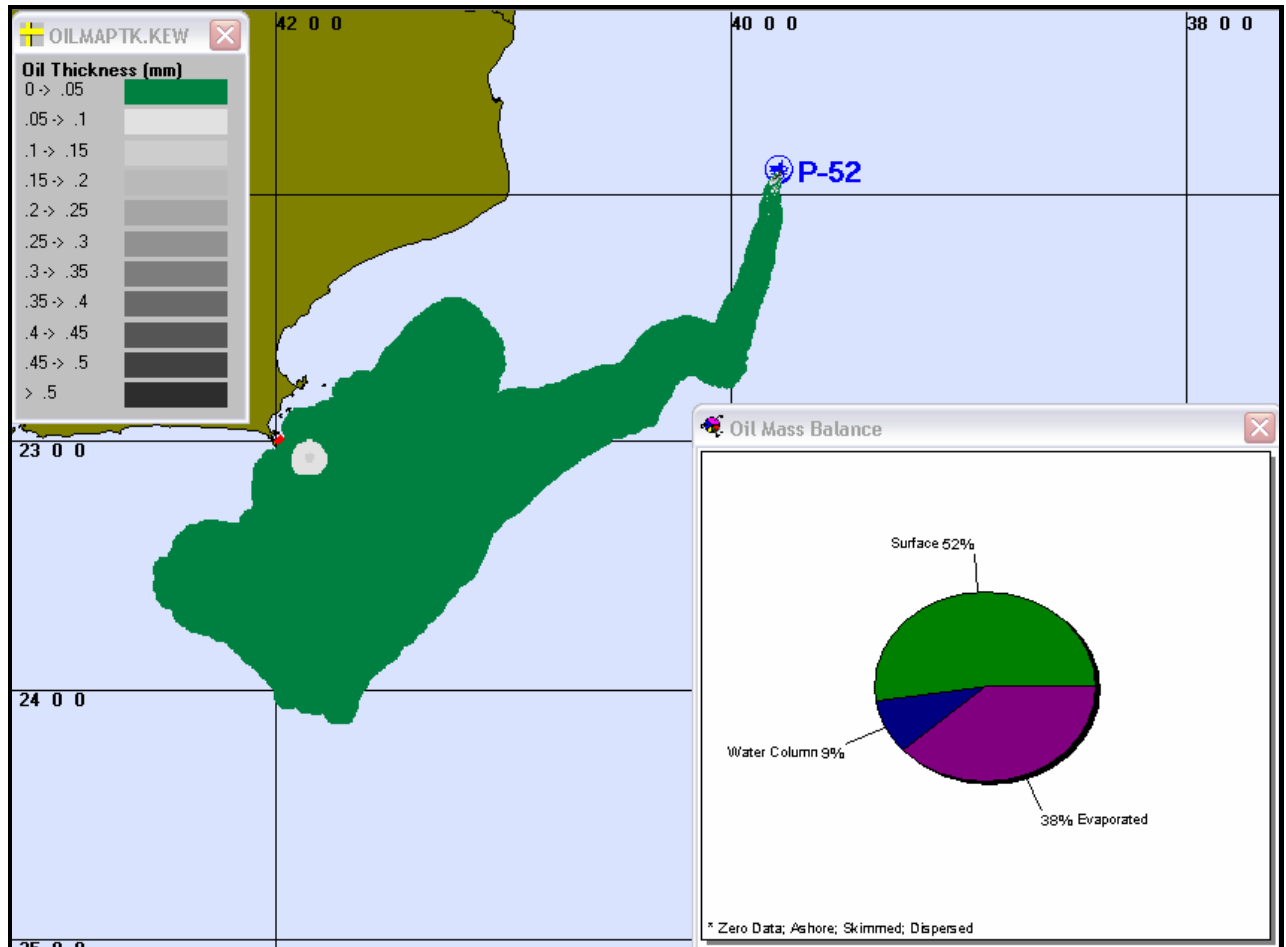 OILMAPTK.KEW
Oil Thickness (mm)
0 -> .05
.05 -> .1
.1 -> .15
.15 -> .2
.2 -> .25
.25 -> .3
.3 -> .35
.35 -> .4
.4 -> .45
.45 -> .5
> .5
42 0 0
40 0 0
38 0 0
P-52
23 0 0
24 0 0
25 0 0
Oil Mass Balance
Surface 52%
Water Column 9%
38% Evaporated
* Zero Data; Ashore; Skimmed; Dispersed